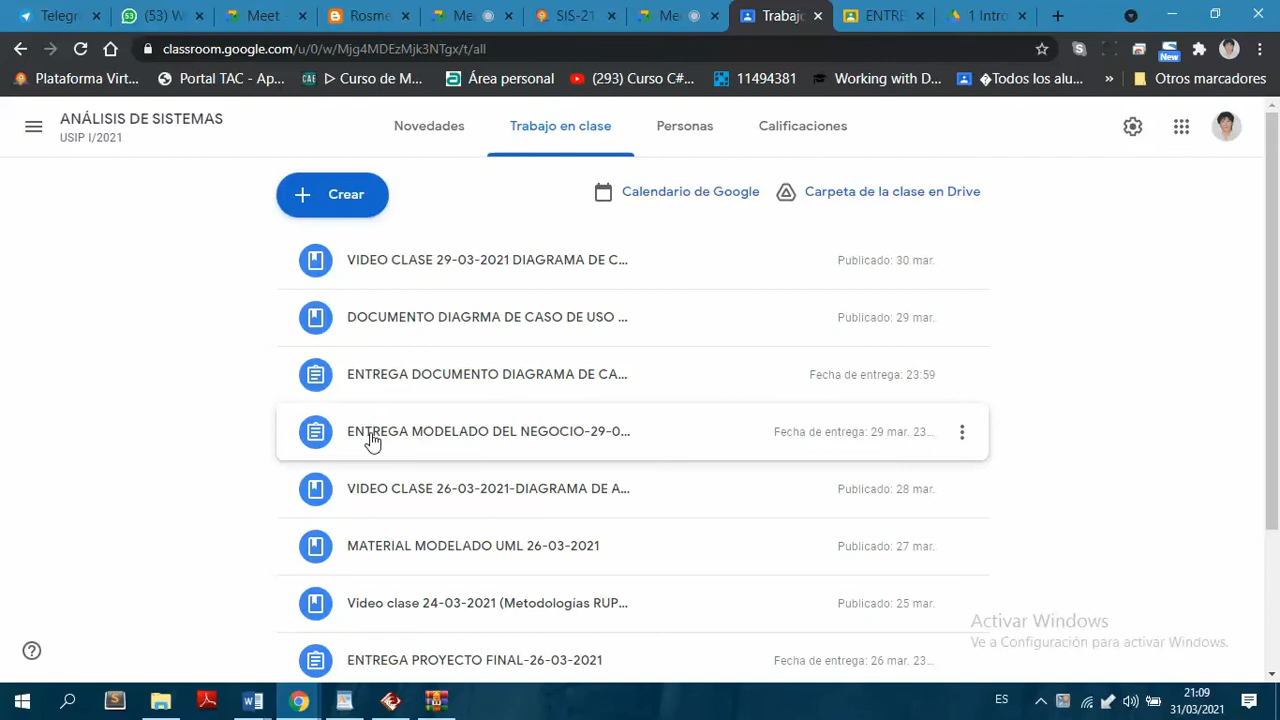 Telegr
(53) W
Meet -
Rosme
Me
SIS-21
Me
Trabajo
ENTRE
1 Intro
classroom.google.com/u/0/w/Mjg4MDEzMjk3NTgx/t/all
New
Plataforma Virt...
Portal TAC - Ap...
CAE
▷ Curso de M...
Área personal
(293) Curso C#...
11494381
Working with D...
�Todos los alu...
»
Otros marcadores
ANÁLISIS DE SISTEMAS
USIP I/2021
Novedades
Trabajo en clase
Personas
Calificaciones
+ Crear
Calendario de Google
Carpeta de la clase en Drive
VIDEO CLASE 29-03-2021 DIAGRAMA DE C...
Publicado: 30 mar.
DOCUMENTO DIAGRMA DE CASO DE USO ...
Publicado: 29 mar.
ENTREGA DOCUMENTO DIAGRAMA DE CA...
Fecha de entrega: 23:59
ENTREGA MODELADO DEL NEGOCIO-29-0...
Fecha de entrega: 29 mar. 23...
VIDEO CLASE 26-03-2021-DIAGRAMA DE A...
Publicado: 28 mar.
MATERIAL MODELADO UML 26-03-2021
Publicado: 27 mar.
Video clase 24-03-2021 (Metodologías RUP...
Publicado: 25 mar.
ENTREGA PROYECTO FINAL-26-03-2021
Fecha de entrega: 26 mar. 23...
Activar Windows
Ve a Configuración para activar Windows.
ES
21:09
31/03/2021